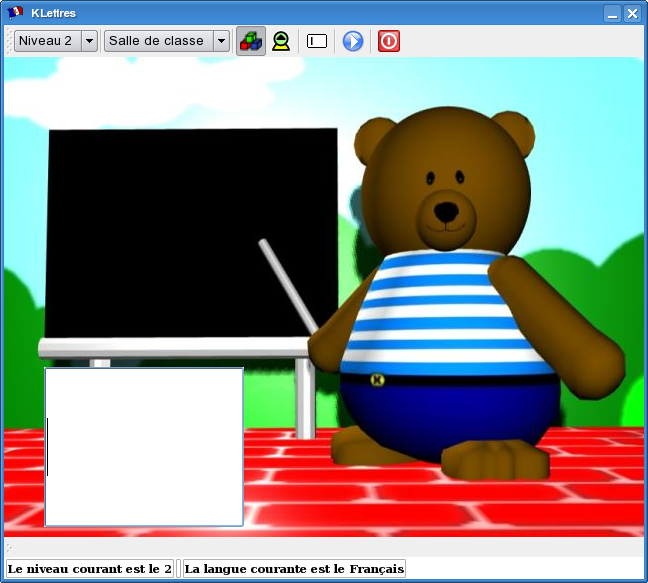 KLettres
Niveau 2 Salle de classe
K
Le niveau courant est le 2 La langue courante est le Français